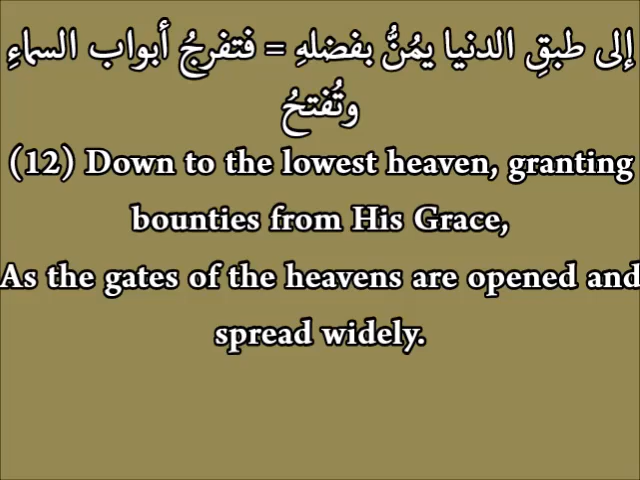 إلى طبقِ الدنيا يمُنُّ بفضلهِ = فتفرجُ أبواب السماءِ
وتُفتحُ
(12) Down to the lowest heaven, granting
bounties from His Grace,
As the gates of the heavens are opened and
spread widely.